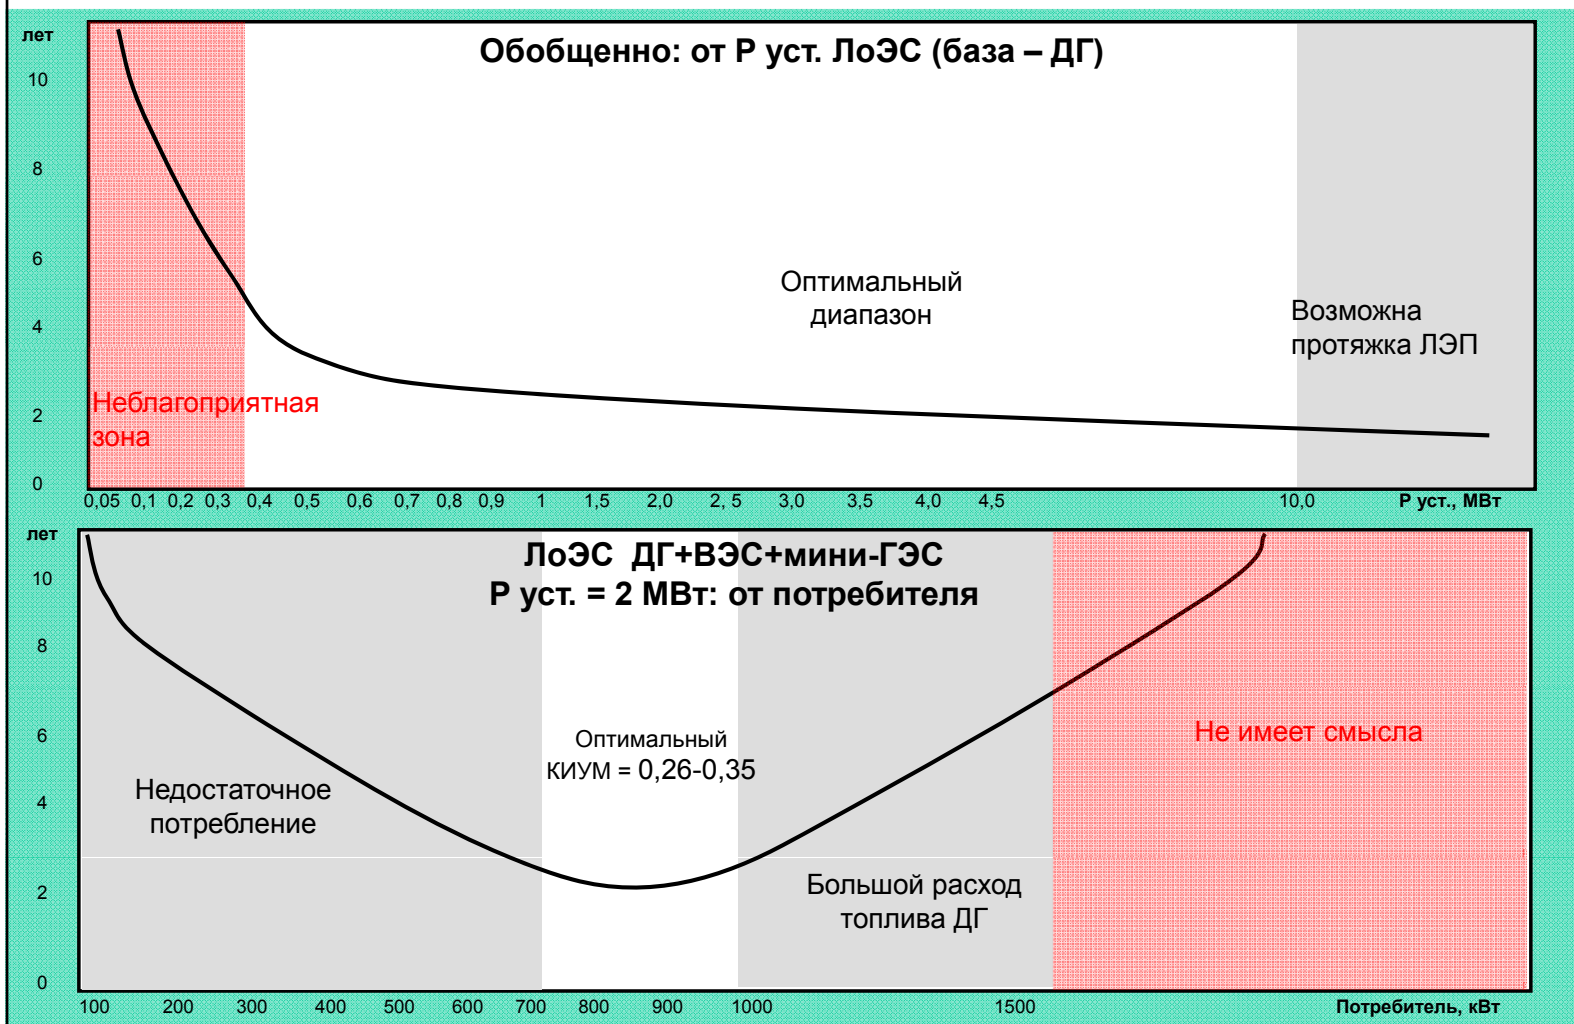 лет
Обобщенно: от Р уст. ЛоЭС (база – ДГ)
10
8
6
Оптимальный
диапазон
Возможна
протяжка ЛЭП
4
Неблагоприятная
зона
2
0
0,05 0,1 0,2 0,3 0,4 0,5 0,6 0,7 0,8 0,9 1 1,5 2,0 2, 5 3,0 3,5 4,0 4,5 10,0 Р уст., МВт
лет
ЛоЭС ДГ+ВЭС+мини-ГЭС
Р уст. = 2 МВт: от потребителя
10
8
6
Оптимальный
КИУМ = 0,26-0,35
Не имеет смысла
Недостаточное
потребление
4
2
Большой расход
топлива ДГ
0
100 200 300 400 500 600 700 800 900 1000 1500 Потребитель, кВт